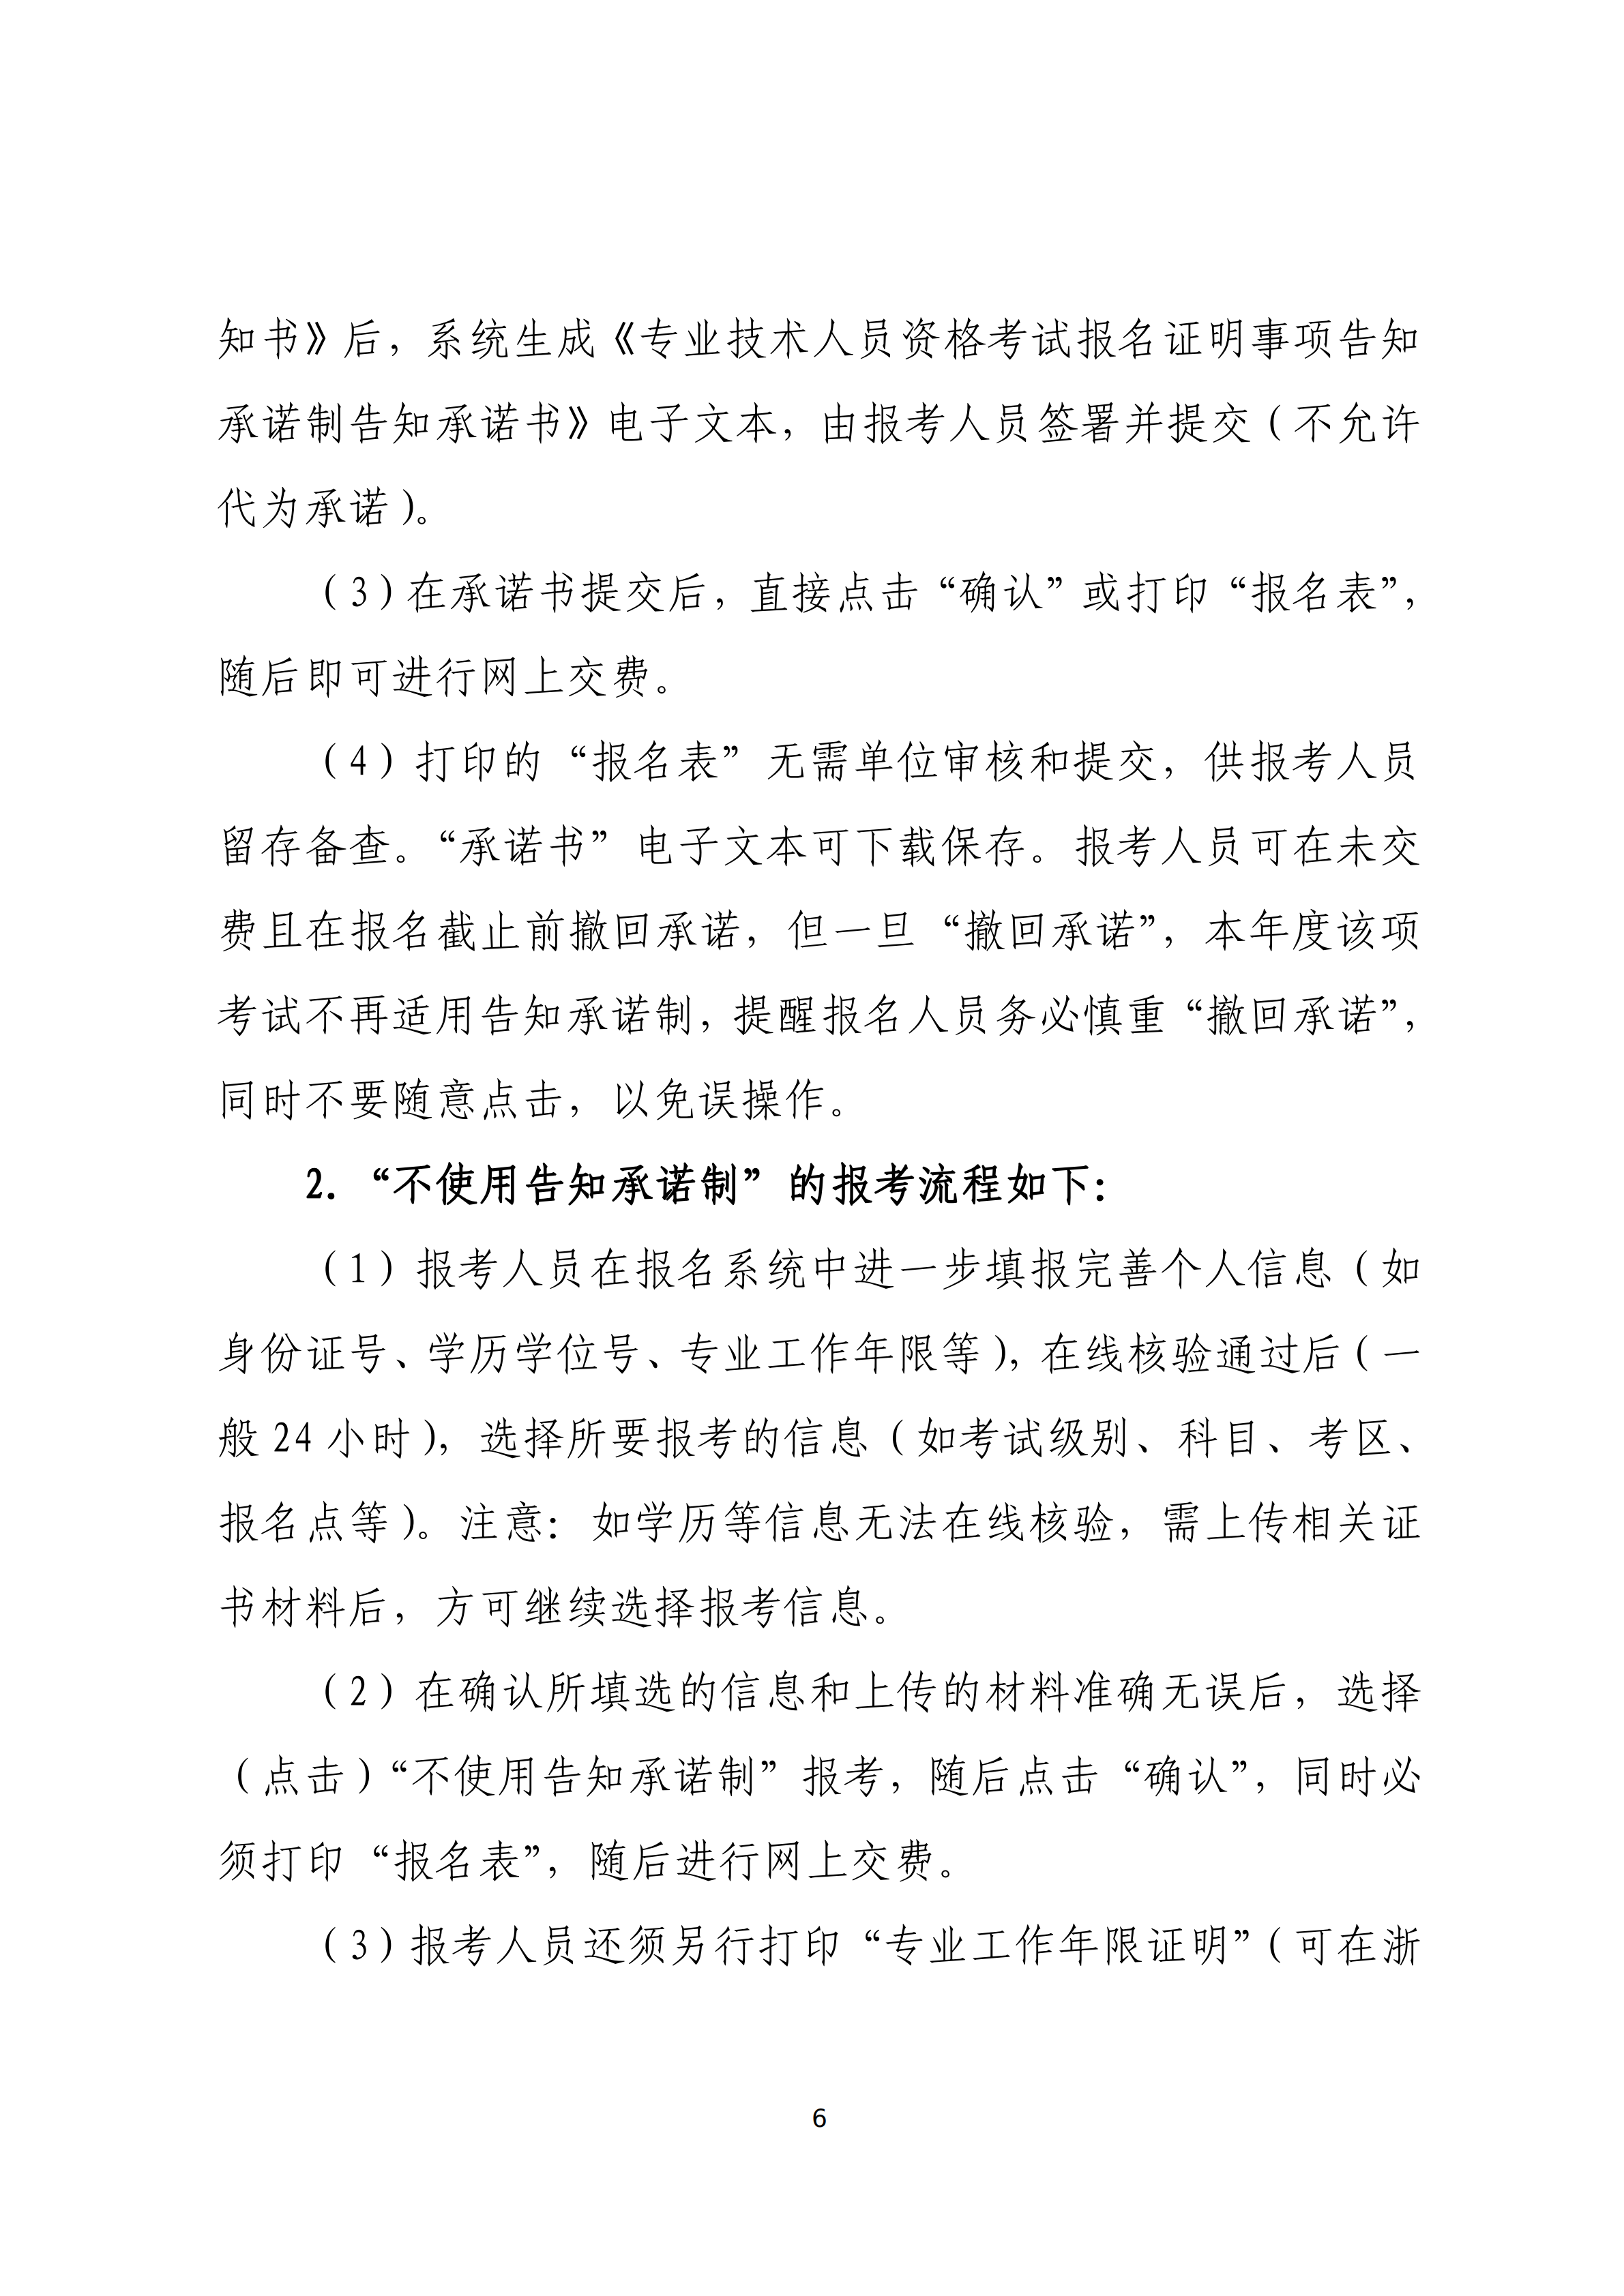 知书》后，系统生成《专业技术人员资格考试报名证明事项告知
承诺制告知承诺书》电子文本，由报考人员签署并提交（不允许
代为承诺）。
（3）在承诺书提交后，直接点击“确认”或打印“报名表”，
随后即可进行网上交费。
（4）打印的“报名表”无需单位审核和提交，供报考人员
留存备查。“承诺书”电子文本可下载保存。报考人员可在未交
费且在报名截止前撤回承诺，但一旦“撤回承诺”，本年度该项
考试不再适用告知承诺制，提醒报名人员务必慎重“撤回承诺”，
同时不要随意点击，以免误操作。
2. “不使用告知承诺制”的报考流程如下：
（1）报考人员在报名系统中进一步填报完善个人信息（如
身份证号、学历学位号、专业工作年限等），在线核验通过后（一
般 24 小时），选择所要报考的信息（如考试级别、科目、考区、
报名点等）。注意：如学历等信息无法在线核验，需上传相关证
书材料后，方可继续选择报考信息。
（2）在确认所填选的信息和上传的材料准确无误后，选择
（点击）“不使用告知承诺制”报考，随后点击“确认”，同时必
须打印“报名表”，随后进行网上交费。
（3）报考人员还须另行打印“专业工作年限证明”（可在浙
6